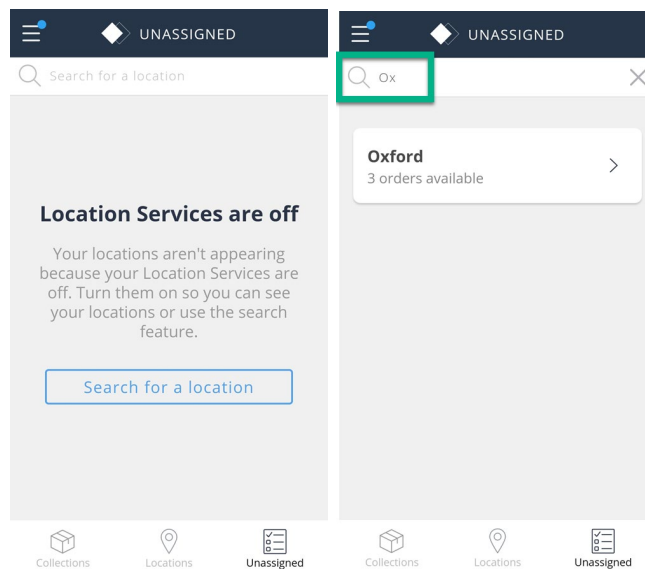 UNASSIGNED
Search for a location
Location Services are off
Your locations aren't appearing
because your Location Services are
off. Turn them on so you can see
your locations or use the search
feature.
Search for a location
Collections
Locations
Unassigned
UNASSIGNED
Ox
Oxford
3 orders available
Collections
Locations
Unassigned